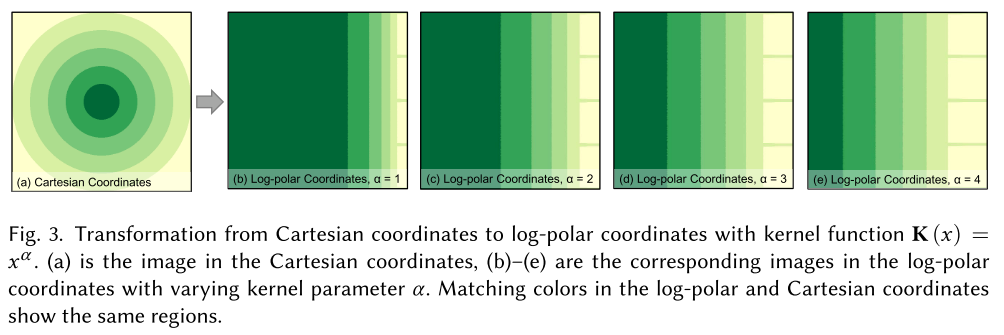 (a) Cartesian Coordinates
(b) Log-polar Coordinates, α = 1
(c) Log-polar Coordinates, α = 2
(d) Log-polar Coordinates, α = 3
(e) Log-polar Coordinates, α = 4
Fig. 3. Transformation from Cartesian coordinates to log-polar coordinates with kernel function K (x) =
x^α. (a) is the image in the Cartesian coordinates, (b)–(e) are the corresponding images in the log-polar
coordinates with varying kernel parameter α. Matching colors in the log-polar and Cartesian coordinates
show the same regions.